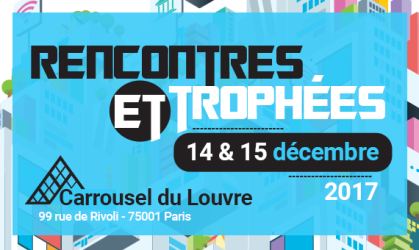 RENCONTRES
ET TROPHÉES
14 & 15 décembre
2017
Carrousel du Louvre
99 rue de Rivoli - 75001 Paris